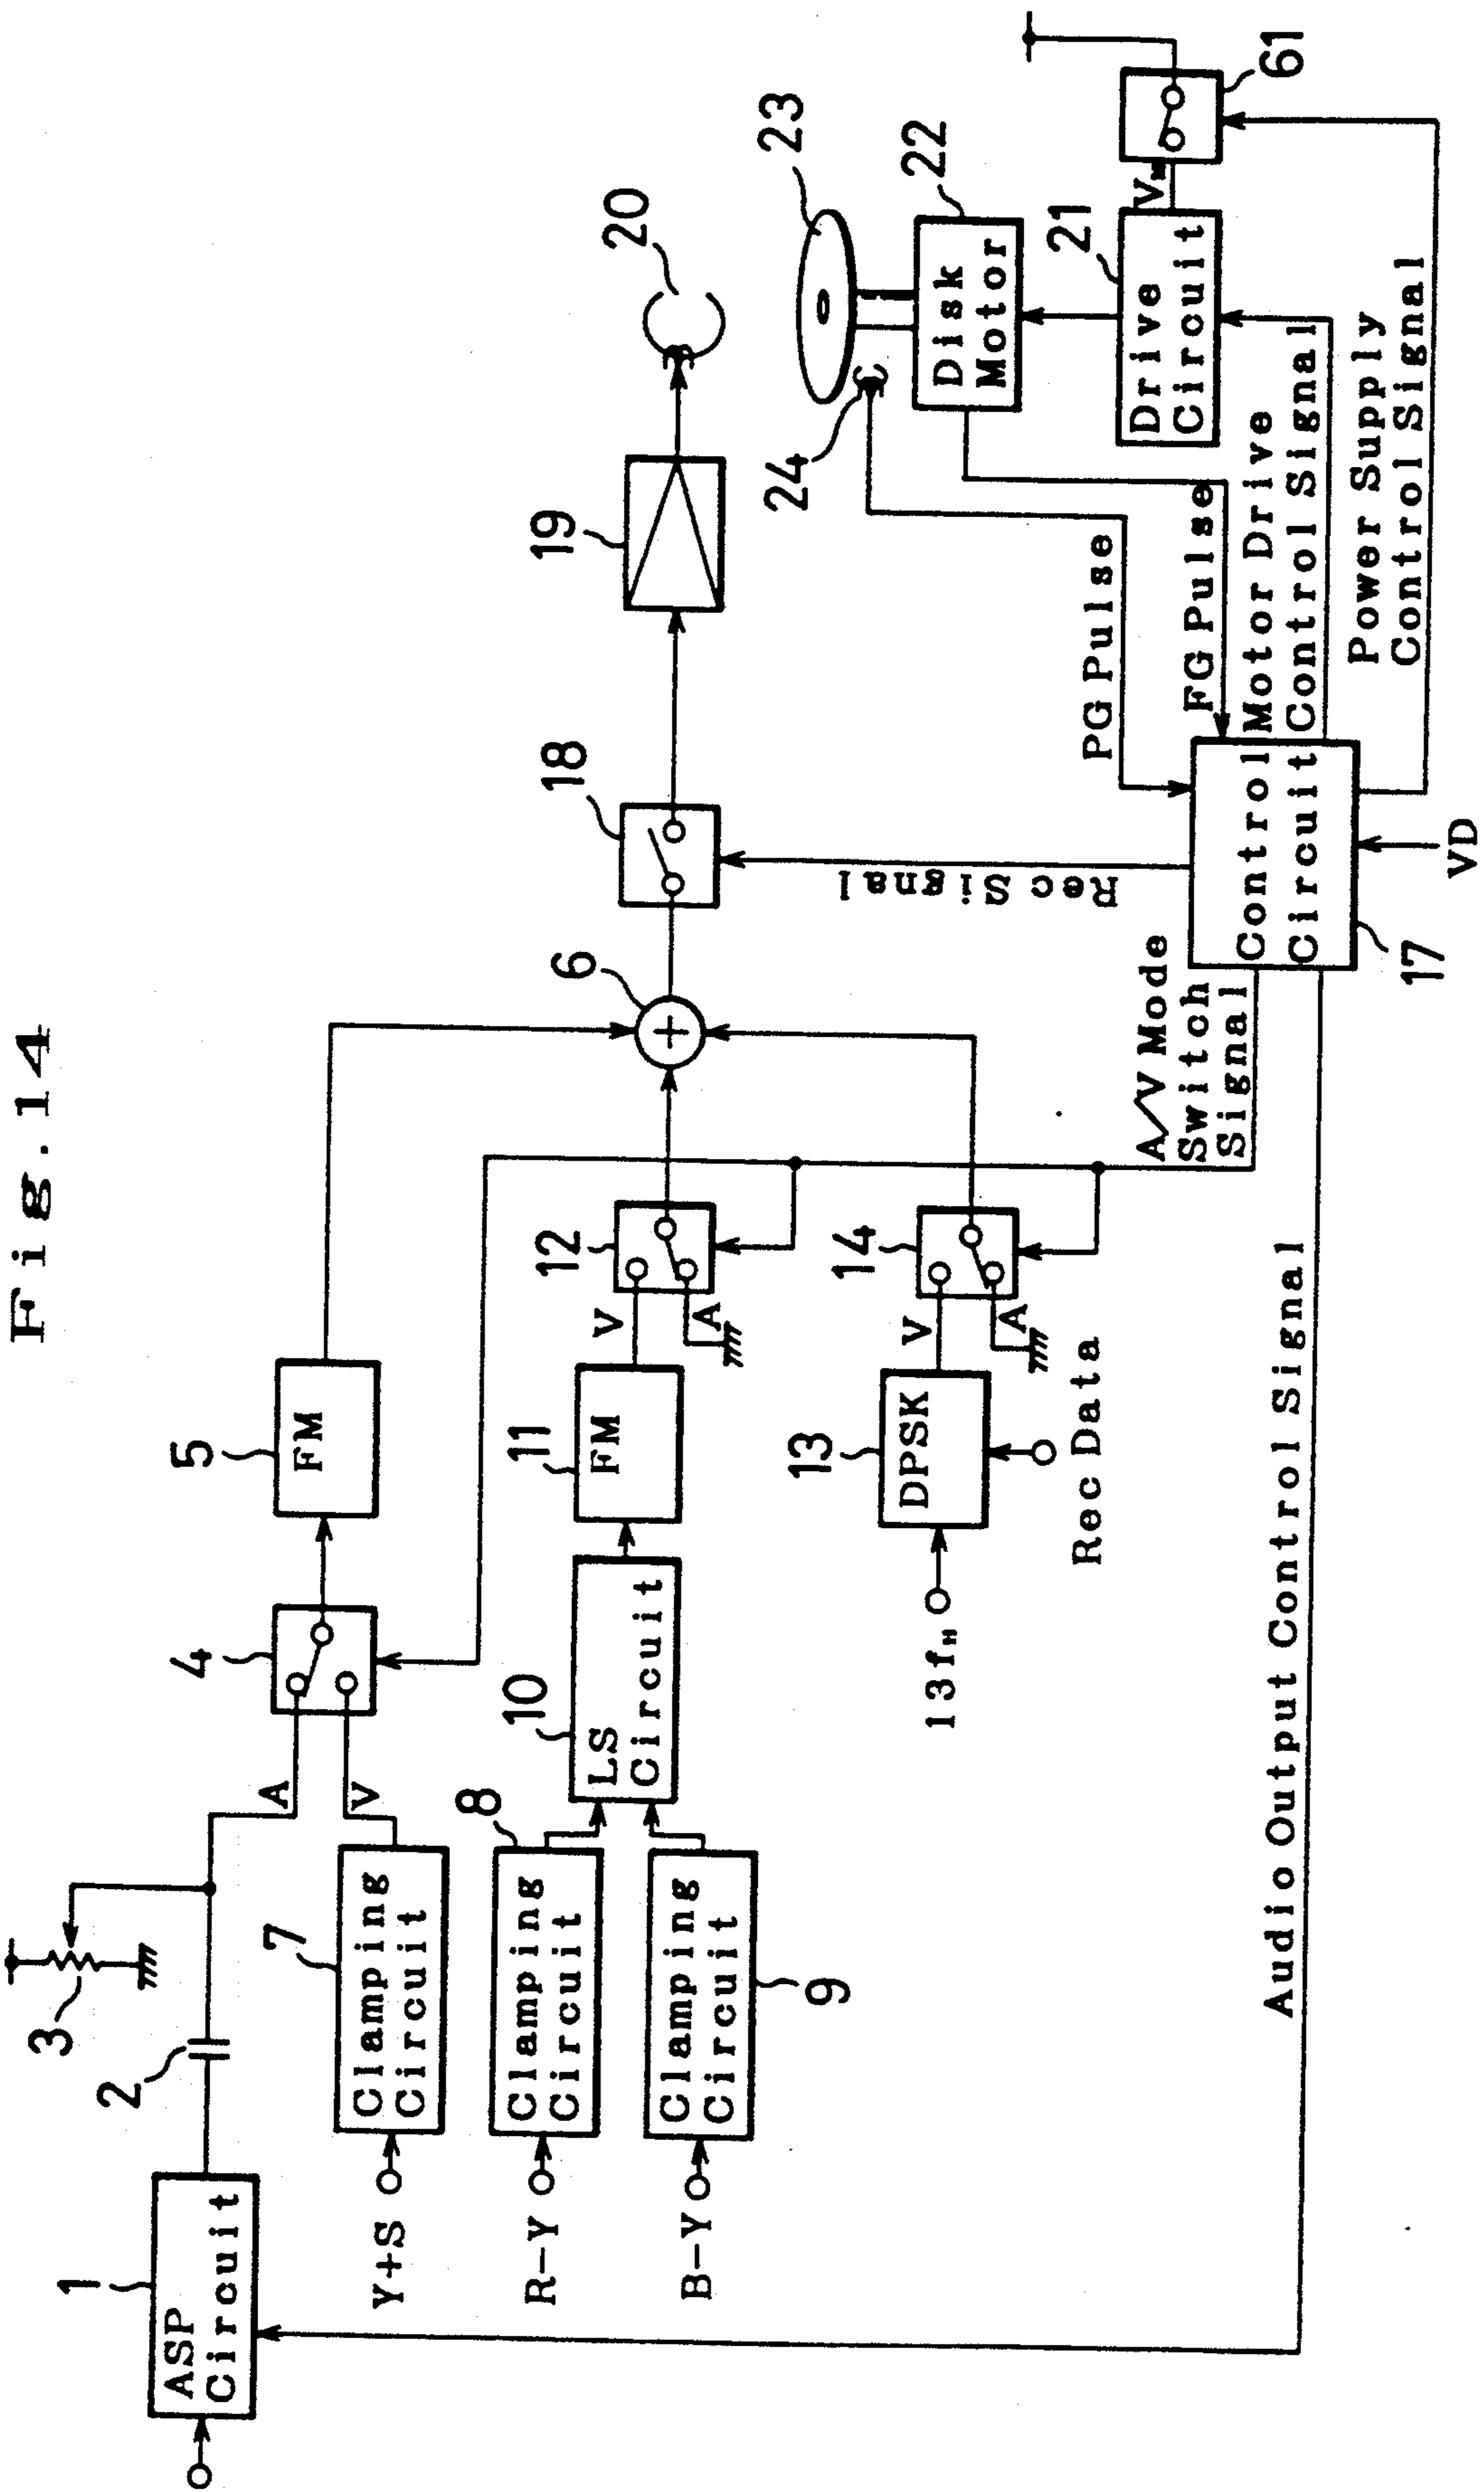 Fig.14
1
ASP
Circuit
2
3
A
V
4
5
FM
Y+S
7
Clamping
Circuit
R-Y
8
Clamping
Circuit
B-Y
9
Clamping
Circuit
10
LS
Circuit
11
FM
V
A
12
6
18
19
20
13fH
13
DPSK
Rec Data
V
A
14
A/V Mode
Switch
Signal
Rec Signal
Audio Output Control Signal
Control
Circuit
17
VD
PG Pulse
FG Pulse
Motor Drive
Control Signal
Power Supply
Control Signal
24
23
22
Disk
Motor
21
Drive
Circuit
VM
61